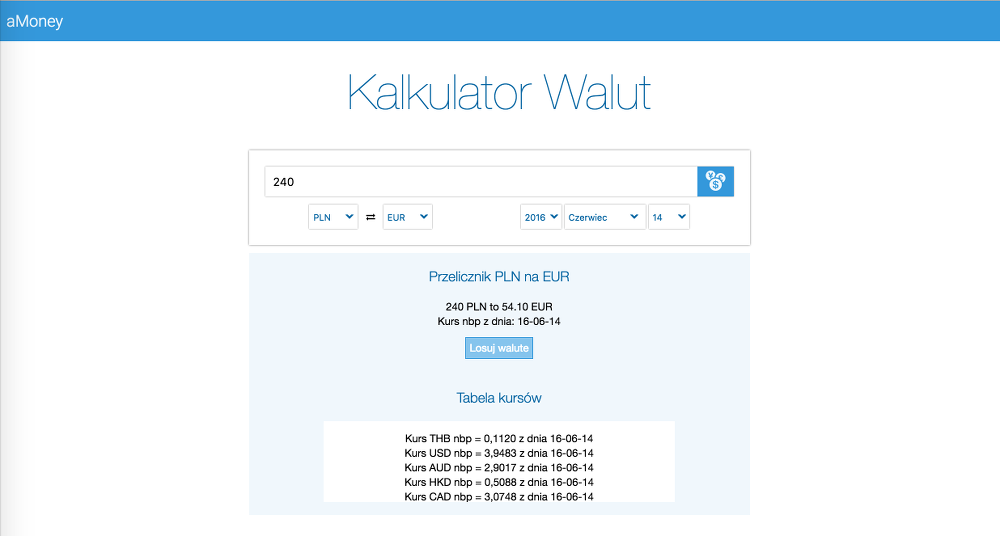 aMoney
Kalkulator Walut
240
PLN ⇄ EUR 2016 Czerwiec 14
Przelicznik PLN na EUR
240 PLN to 54.10 EUR
Kurs nbp z dnia: 16-06-14
Losuj walute
Tabela kursów
Kurs THB nbp = 0,1120 z dnia 16-06-14
Kurs USD nbp = 3,9483 z dnia 16-06-14
Kurs AUD nbp = 2,9017 z dnia 16-06-14
Kurs HKD nbp = 0,5088 z dnia 16-06-14
Kurs CAD nbp = 3,0748 z dnia 16-06-14